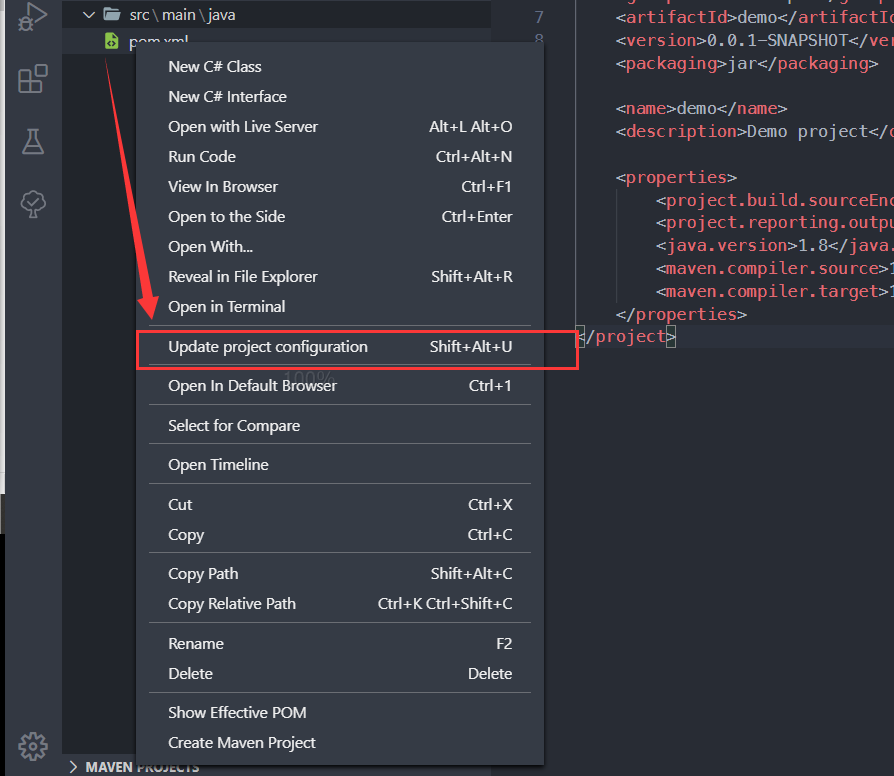 src\main\java
pom.xml
New C# Class
New C# Interface
Open with Live Server Alt+L Alt+O
Run Code Ctrl+Alt+N
View In Browser Ctrl+F1
Open to the Side Ctrl+Enter
Open With...
Reveal in File Explorer Shift+Alt+R
Open in Terminal
Update project configuration Shift+Alt+U
100%
Open In Default Browser Ctrl+1
Select for Compare
Open Timeline
Cut Ctrl+X
Copy Ctrl+C
Copy Path Shift+Alt+C
Copy Relative Path Ctrl+K Ctrl+Shift+C
Rename F2
Delete Delete
Show Effective POM
Create Maven Project
MAVEN PROJECTS
7 <artifactId>demo</artifactId
8 <version>0.0.1-SNAPSHOT</ver
<packaging>jar</packaging>
<name>demo</name>
<description>Demo project</d
<properties>
<project.build.sourceEnc
<project.reporting.outpu
<java.version>1.8</java.
<maven.compiler.source>1
<maven.compiler.target>1
</properties>
</project>